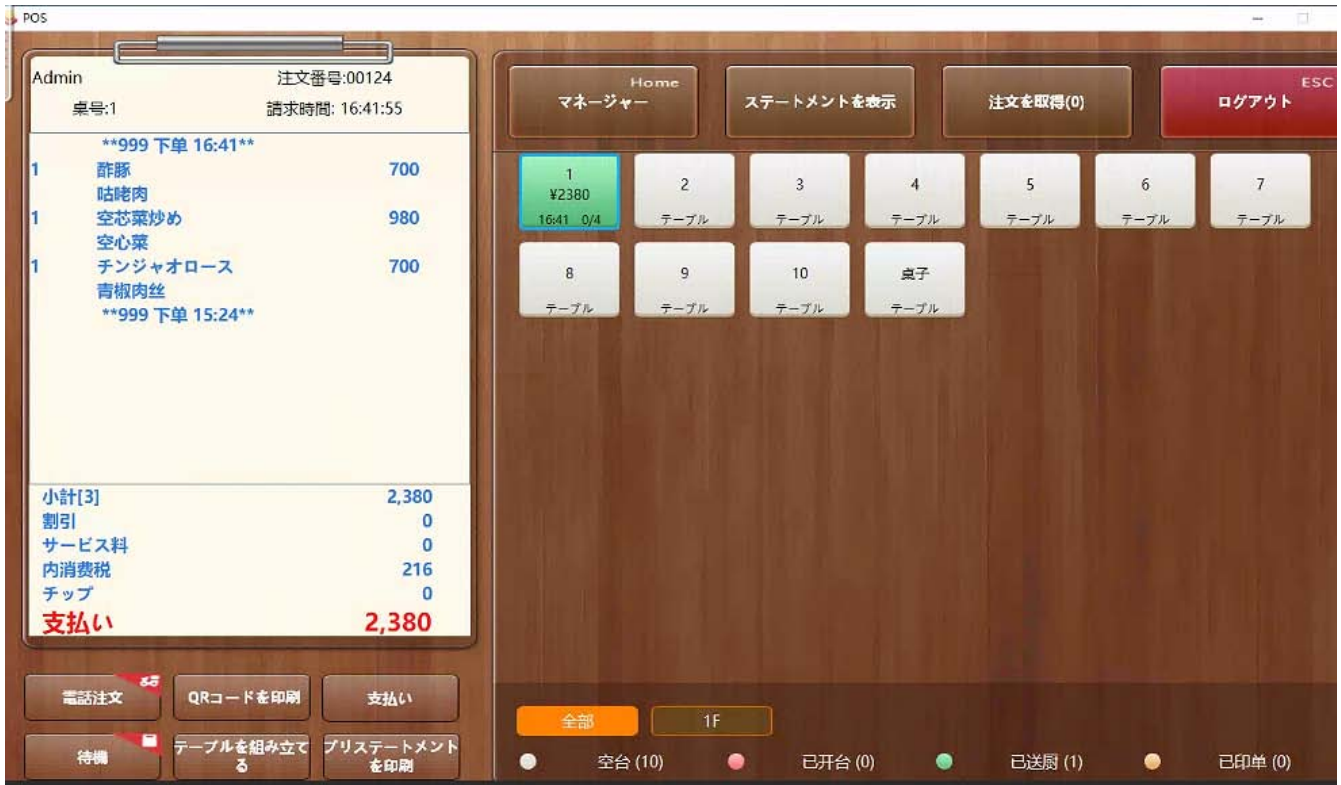 POS
Admin 注文番号:00124
桌号:1 請求時間: 16:41:55
**999 下单 16:41**
1 酢豚 700
咕咾肉
1 空芯菜炒め 980
空心菜
1 チンジャオロース 700
青椒肉丝
**999 下单 15:24**
小計[3] 2,380
割引 0
サービス料 0
内消费税 216
チップ 0
支払い 2,380
電話注文
QRコードを印刷
支払い
待機
テーブルを組み立て
る
プリステートメント
を印刷
Home
マネージャー
ステートメントを表示
注文を取得(0)
ESC
ログアウト
1
¥2380
16:41 0/4
2
テーブル
3
テーブル
4
テーブル
5
テーブル
6
テーブル
7
テーブル
8
テーブル
9
テーブル
10
テーブル
桌子
テーブル
全部
1F
空台 (10)
已开台 (0)
已送厨 (1)
已印单 (0)